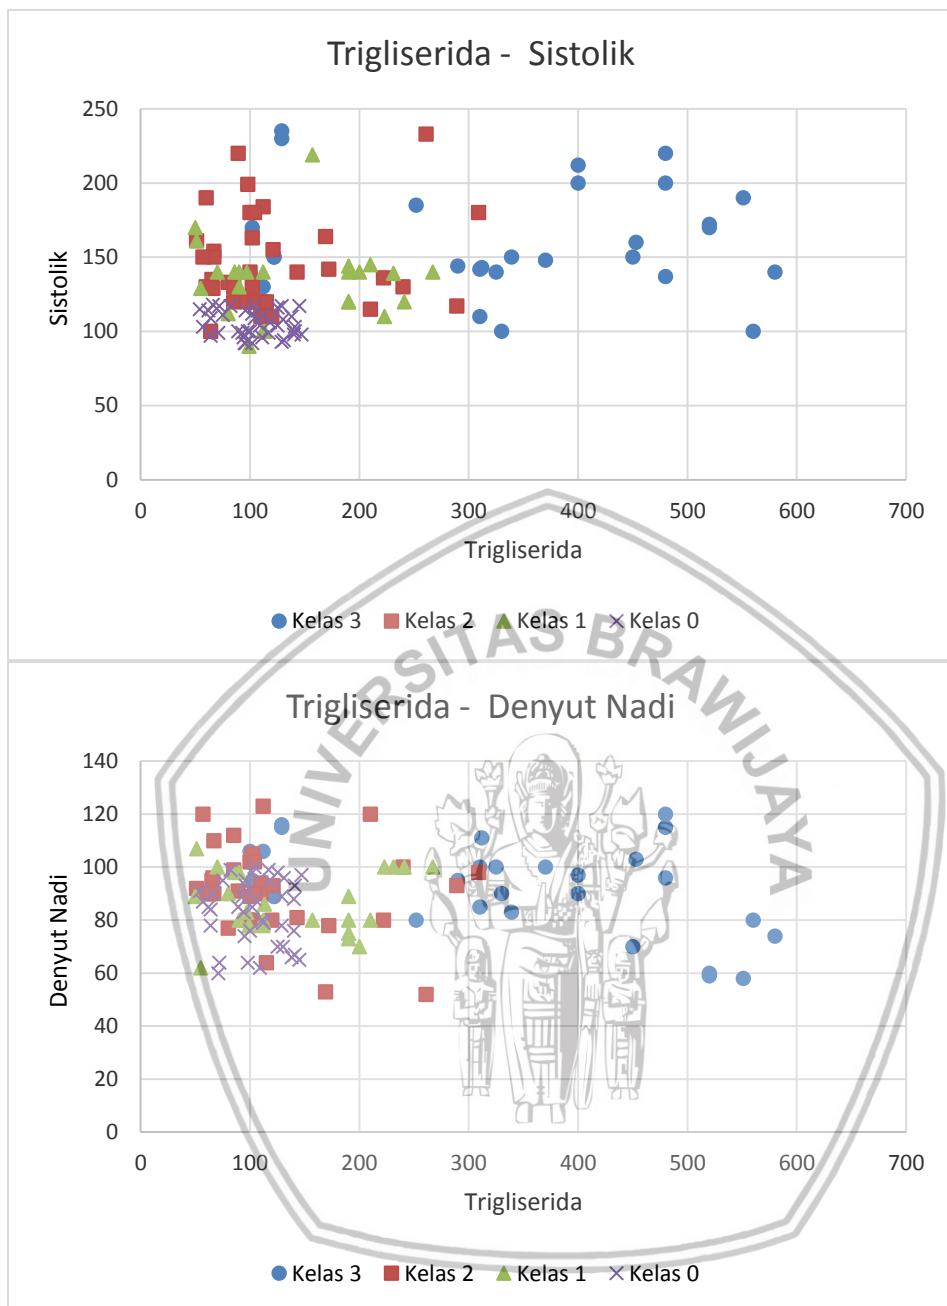 Trigliserida - Sistolik
250
200
150
100
50
0
Sistolik
0 100 200 300 400 500 600 700
Trigliserida
Kelas 3 Kelas 2 Kelas 1 Kelas 0
UNIVERSITAS BRAWIJAYA
Trigliserida - Denyut Nadi
140
120
100
80
60
40
20
0
Denyut Nadi
0 100 200 300 400 500 600 700
Trigliserida
Kelas 3 Kelas 2 Kelas 1 Kelas 0